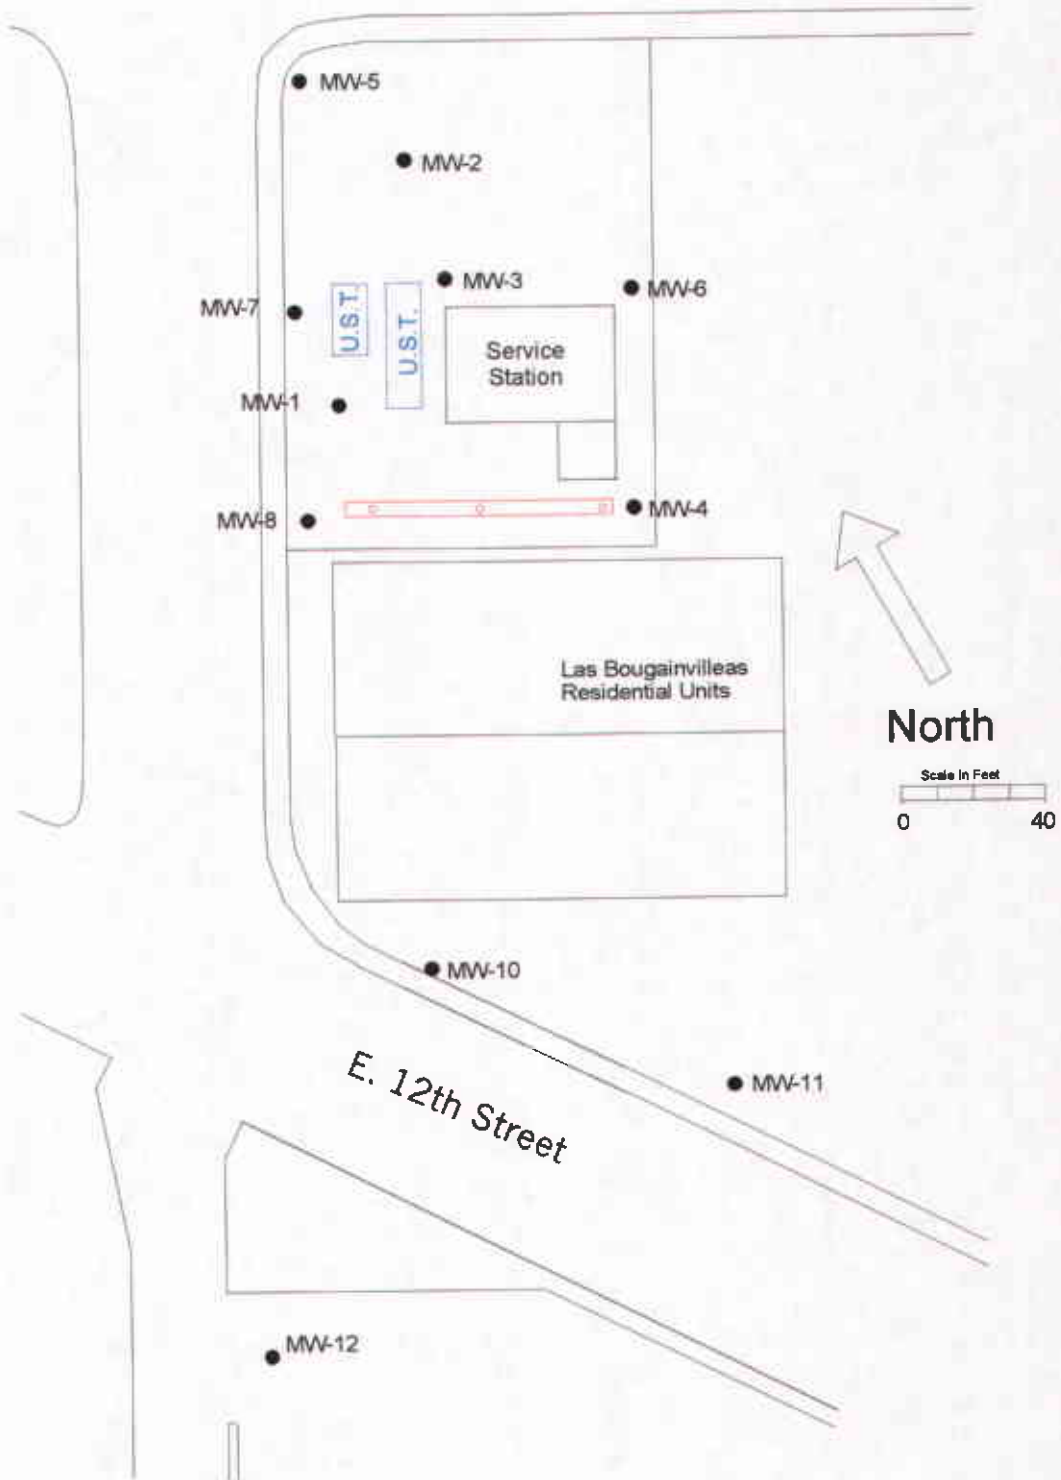 MW-5
MW-2
MW-3
MW-6
MW-7
U.S.T.
U.S.T.
Service
Station
MW-1
MW-8
MW-4
Las Bougainvilleas
Residential Units
North
Scale In Feet
0 40
MW-10
MW-11
E. 12th Street
MW-12